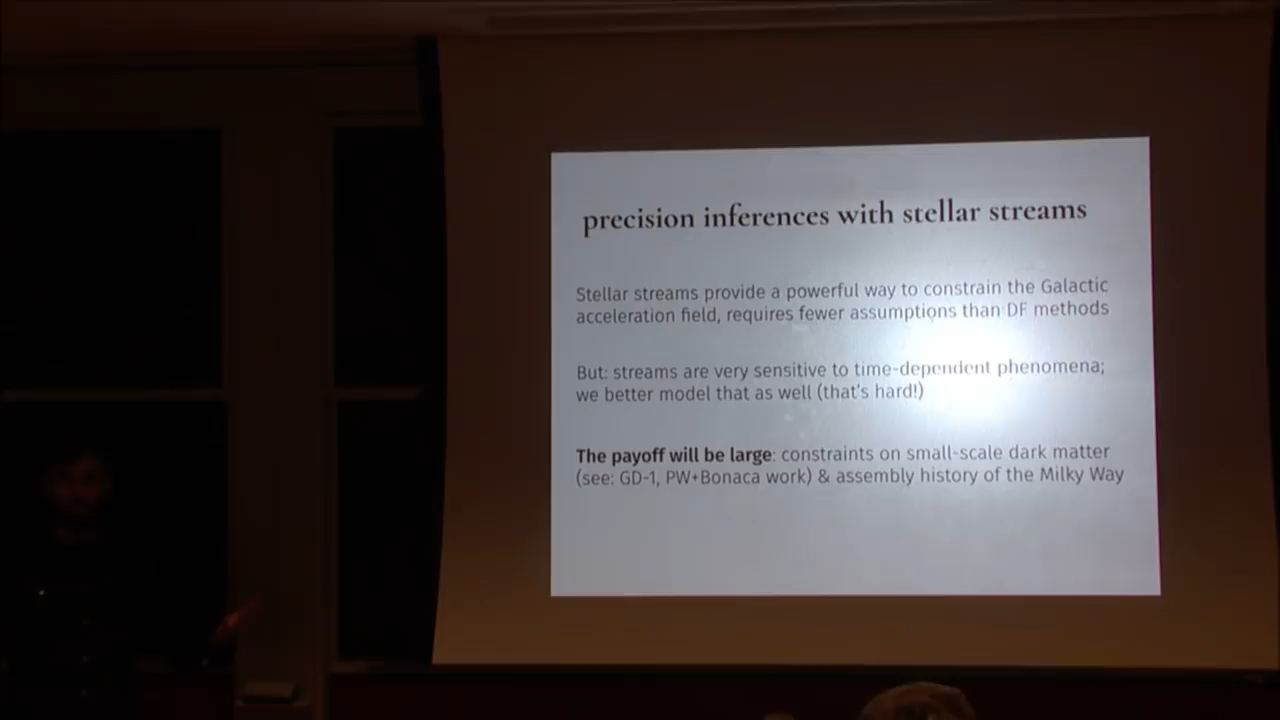 precision inferences with stellar streams
Stellar streams provide a powerful way to constrain the Galactic
acceleration field, requires fewer assumptions than DF methods
But: streams are very sensitive to time-dependent phenomena;
we better model that as well (that's hard!)
The payoff will be large: constraints on small-scale dark matter
(see: GD-1, PW+Bonaca work) & assembly history of the Milky Way